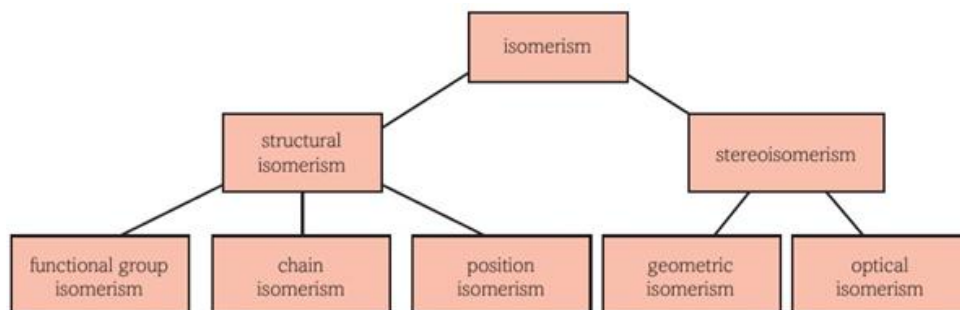 isomerism
structural
isomerism
stereoisomerism
functional group
isomerism
chain
isomerism
position
isomerism
geometric
isomerism
optical
isomerism